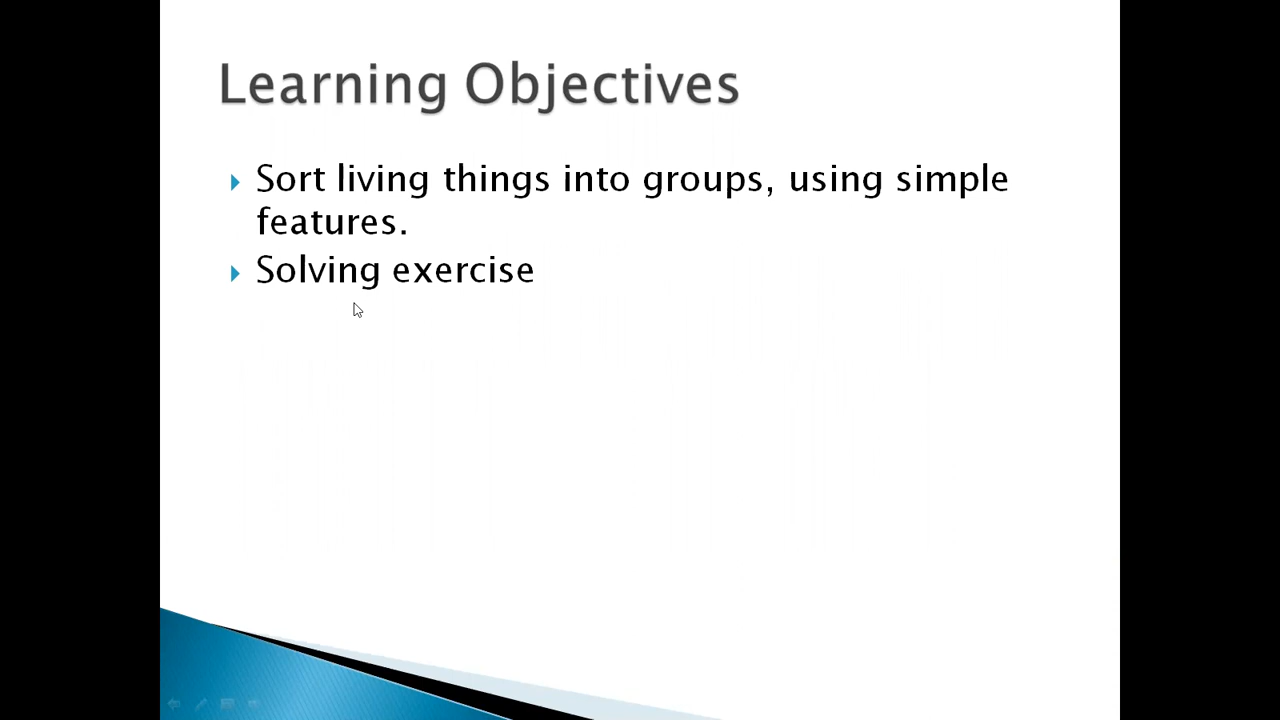 Learning Objectives
Sort living things into groups, using simple
features.
Solving exercise